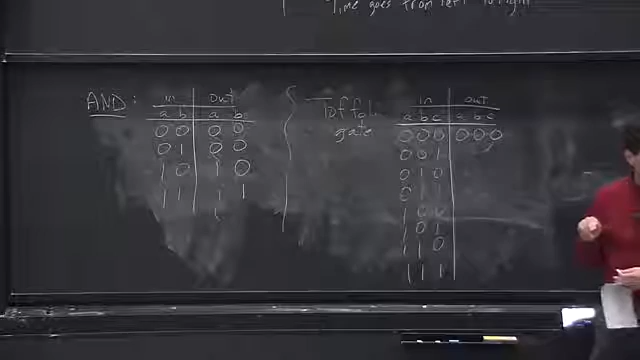 Time goes from left to right
AND:
in out
a b a b
0 0 0 0
0 1 0 0
1 0 1 0
1 1 1 1
Toffoli
gate
in out
a b c a b c
0 0 0 0 0 0
0 0 1
0 1 0
0 1 1
1 0 0
1 0 1
1 1 0
1 1 1